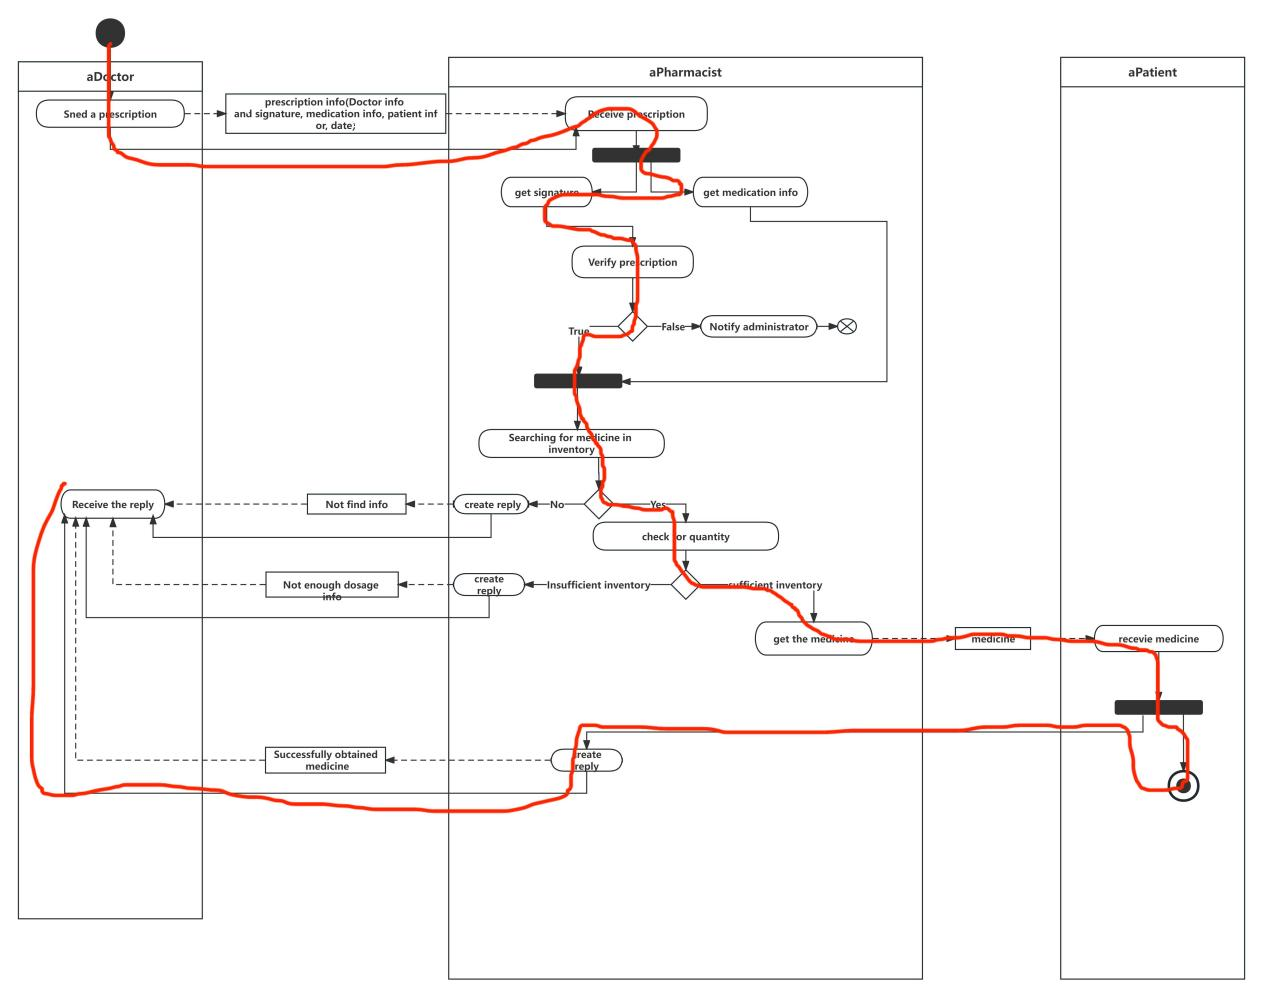 aDoctor
aPharmacist
aPatient
Sned a prescription
prescription info(Doctor info
and signature, medication info, patient inf
or, date;
Receive prescription
get signature
get medication info
Verify prescription
True
False
Notify administrator
Searching for medicine in
inventory
Receive the reply
Not find info
create reply
No
Yes
check for quantity
Not enough dosage
info
create
reply
Insufficient inventory
sufficient inventory
get the medicine
medicine
recevie medicine
Successfully obtained
medicine
create
reply